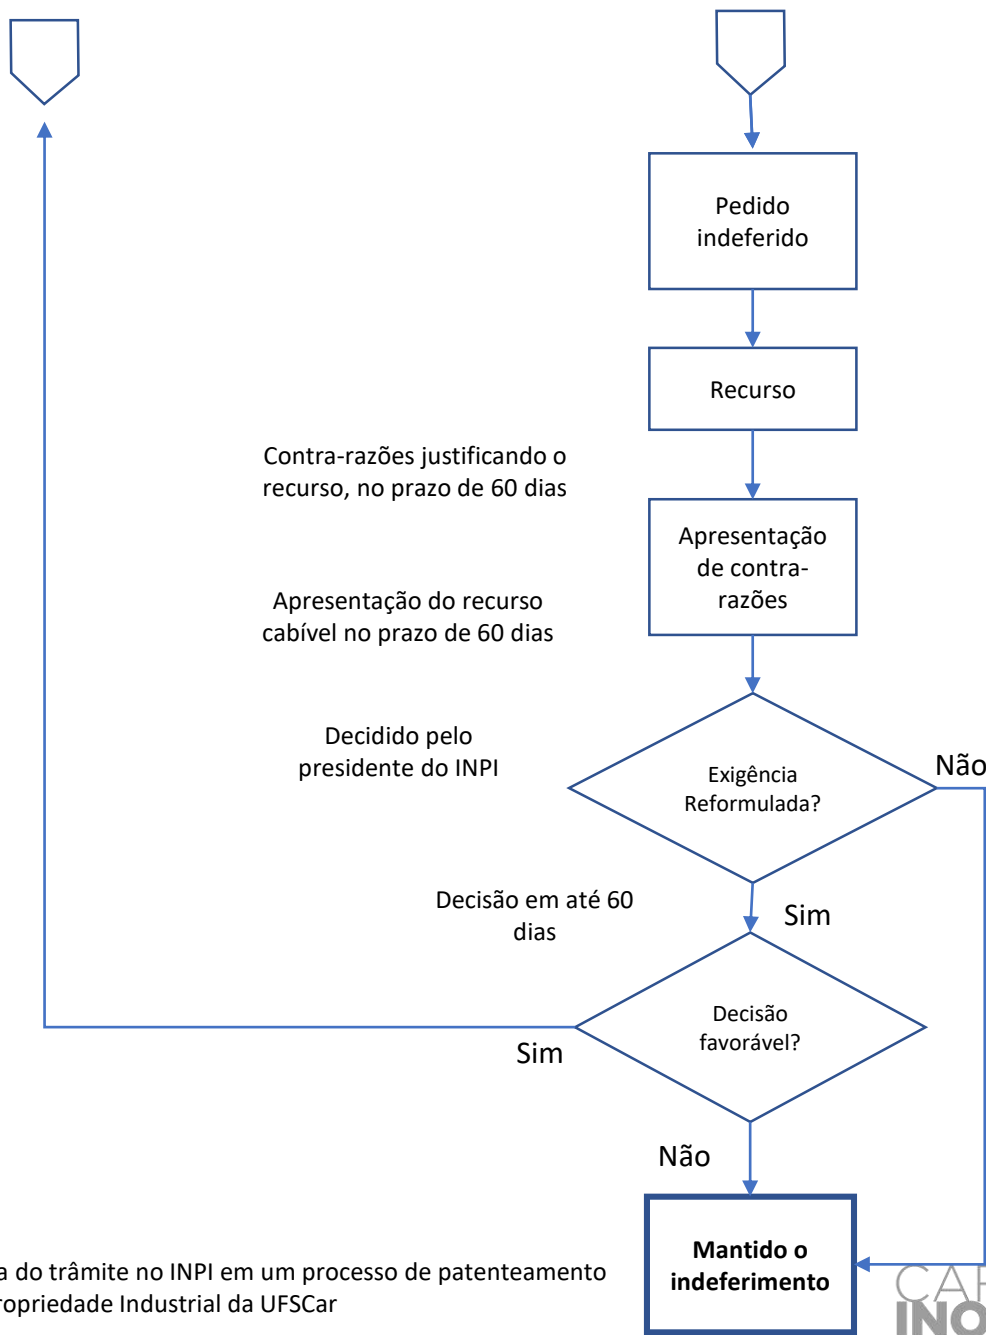 Pedido
indeferido
Recurso
Contra-razões justificando o
recurso, no prazo de 60 dias
Apresentação
de contra-
razões
Apresentação do recurso
cabível no prazo de 60 dias
Decidido pelo
presidente do INPI
Exigência
Reformulada?
Não
Decisão em até 60
dias
Sim
Decisão
favorável?
Sim
Não
Mantido o
indeferimento
do trâmite no INPI em um processo de patenteamento
Industrial da UFSCar